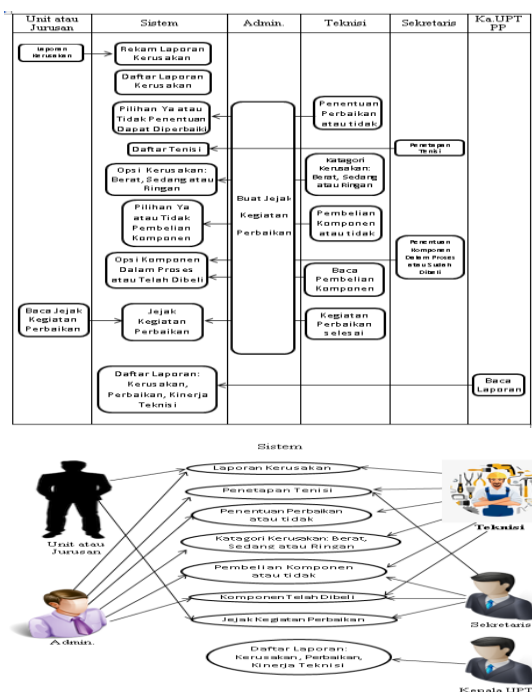 Unit atau
Jurusan
Sistem
Admin.
Teknisi
Sekretaris
Ka.UPT
PP
Laporan
Kerusakan
Rekam Laporan
Kerusakan
Daftar Laporan
Kerusakan
Pilihan Ya atau
Tidak Penentuan
Dapat Diperbaiki
Penentuan
Perbaikan
atau tidak
Daftar Tenisi
Penetapan
Teniksi
Opsi Kerusakan:
Berat, Sedang atau
Ringan
Katagori
Kerusakan:
Berat, Sedang
atau Ringan
Buat Jejak
Kegiatan
Perbaikan
Pilihan Ya
atau Tidak
Pembelian
Komponen
Pembelian
Komponen
atau tidak
Opsi Komponen
Dalam Proses
atau Telah Dibeli
Baca
Pembelian
Komponen
Penentuan
Komponen
Dalam Proses
atau Sudah
Dibeli
Baca Jejak
Kegiatan
Perbaikan
Jejak
Kegiatan
Perbaikan
Kegiatan
Perbaikan
selesai
Daftar Laporan:
Kerusakan,
Perbaikan, Kinerja
Teknisi
Baca
Laporan
Sistem
Laporan Kerusakan
Penetapan Tenisi
Penentuan Perbaikan
atau tidak
Katagori Kerusakan: Berat,
Sedang atau Ringan
Pembelian Komponen
atau tidak
Komponen Telah Dibeli
Jejak Kegiatan Perbaikan
Daftar Laporan:
Kerusakan, Perbaikan,
Kinerja Teknisi
Unit atau
Jurusan
Admin.
Teknisi
Sekretaris
Kepala UPT